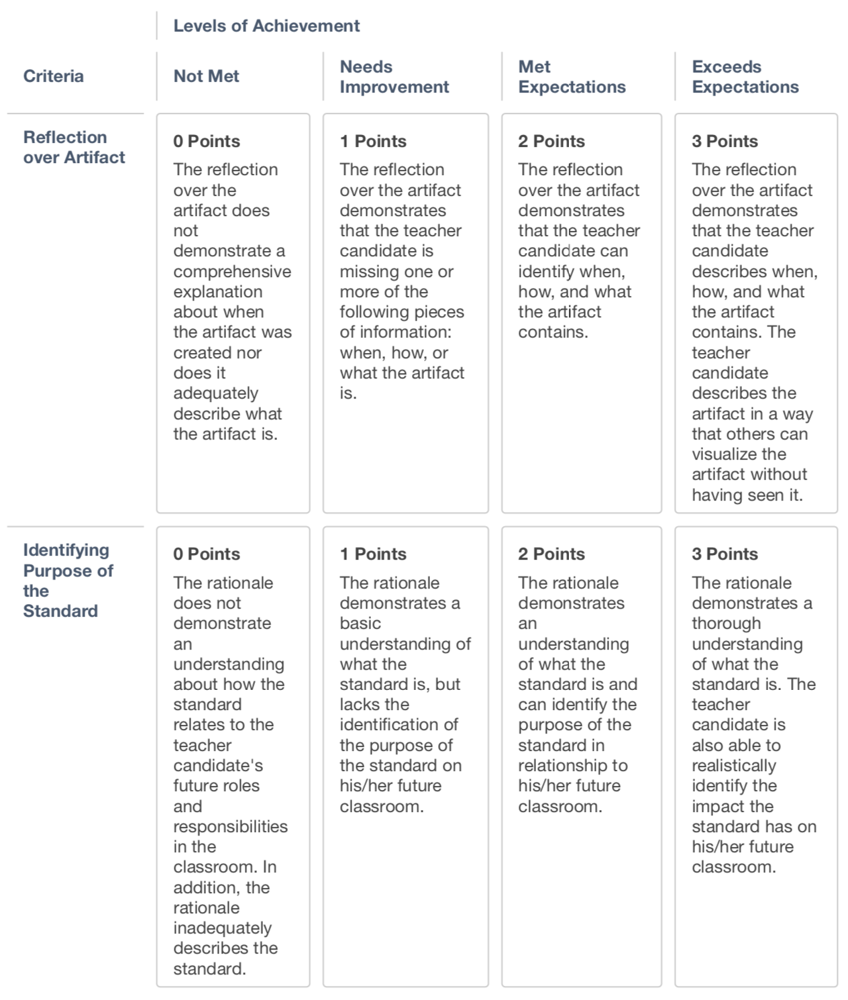 Levels of Achievement
Criteria
Not Met
Needs
Improvement
Met
Expectations
Exceeds
Expectations
Reflection
over Artifact
0 Points
The reflection
over the
artifact does
not
demonstrate a
comprehensive
explanation
about when
the artifact was
created nor
does it
adequately
describe what
the artifact is.
1 Points
The reflection
over the artifact
demonstrates
that the teacher
candidate is
missing one or
more of the
following pieces
of information:
when, how, or
what the artifact
is.
2 Points
The reflection
over the artifact
demonstrates
that the teacher
candidate can
identify when,
how, and what
the artifact
contains.
3 Points
The reflection
over the artifact
demonstrates
that the teacher
candidate
describes when,
how, and what
the artifact
contains. The
teacher
candidate
describes the
artifact in a way
that others can
visualize the
artifact without
having seen it.
Identifying
Purpose of
the
Standard
0 Points
The rationale
does not
demonstrate
an
understanding
about how the
standard
relates to the
teacher
candidate's
future roles
and
responsibilities
in the
classroom. In
addition, the
rationale
inadequately
describes the
standard.
1 Points
The rationale
demonstrates a
basic
understanding of
what the
standard is, but
lacks the
identification of
the purpose of
the standard on
his/her future
classroom.
2 Points
The rationale
demonstrates
an
understanding
of what the
standard is and
can identify the
purpose of the
standard in
relationship to
his/her future
classroom.
3 Points
The rationale
demonstrates a
thorough
understanding
of what the
standard is. The
teacher
candidate is
also able to
realistically
identify the
impact the
standard has on
his/her future
classroom.